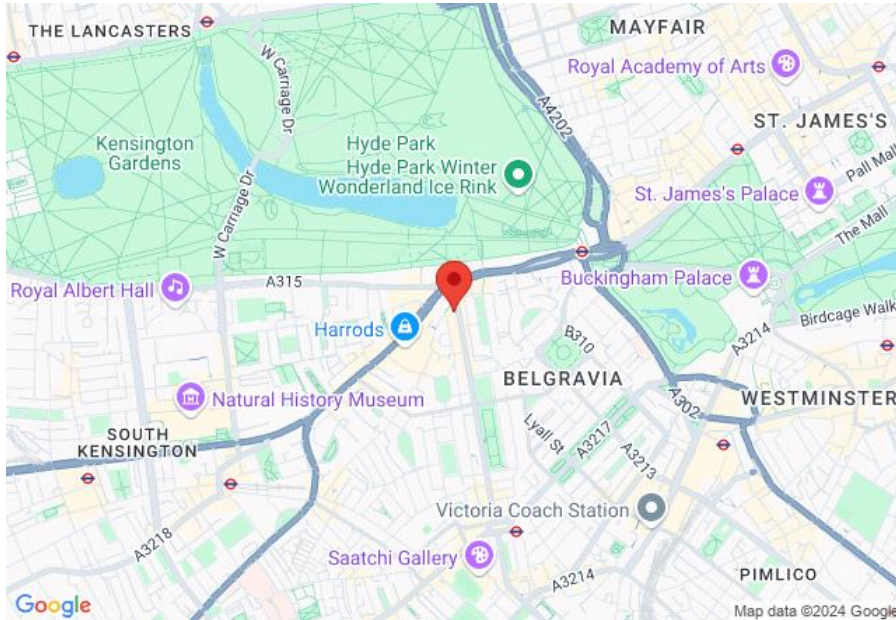 THE LANCASTERS
MAYFAIR
W Carriage Dr
A4202
Royal Academy of Arts
ST. JAMES'S
Kensington
Gardens
Hyde Park
Hyde Park Winter
Wonderland Ice Rink
W Carriage Dr
Pall Mall
St. James's Palace
The Mall
Royal Albert Hall
A315
Buckingham Palace
Birdcage Walk
Harrods
B310
A3214
BELGRAVIA
Natural History Museum
A302
WESTMINSTER
Lyall St
A3217
SOUTH
KENSINGTON
A3213
Victoria Coach Station
A3218
Saatchi Gallery
A3214
PIMLICO
Google
Map data ©2024 Google